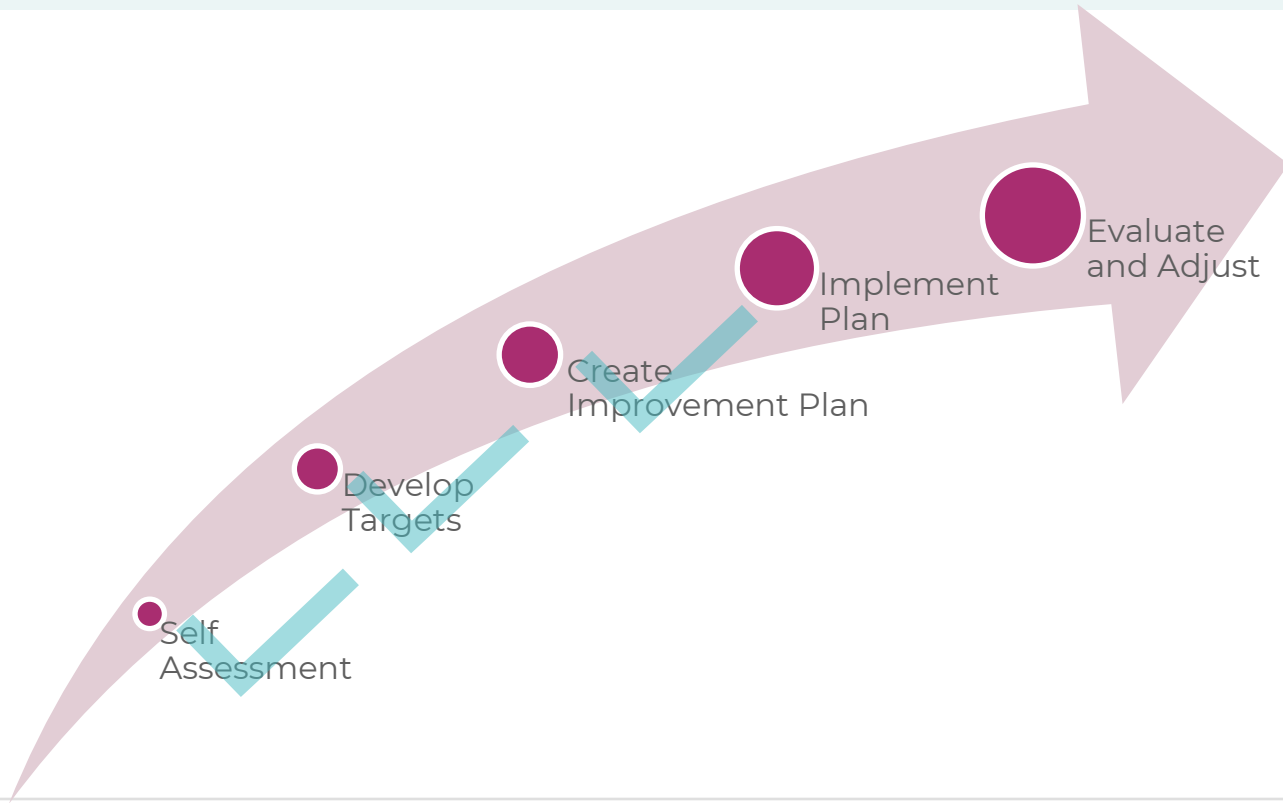 Self
Assessment
Develop
Targets
Create
Improvement Plan
Implement
Plan
Evaluate
and Adjust